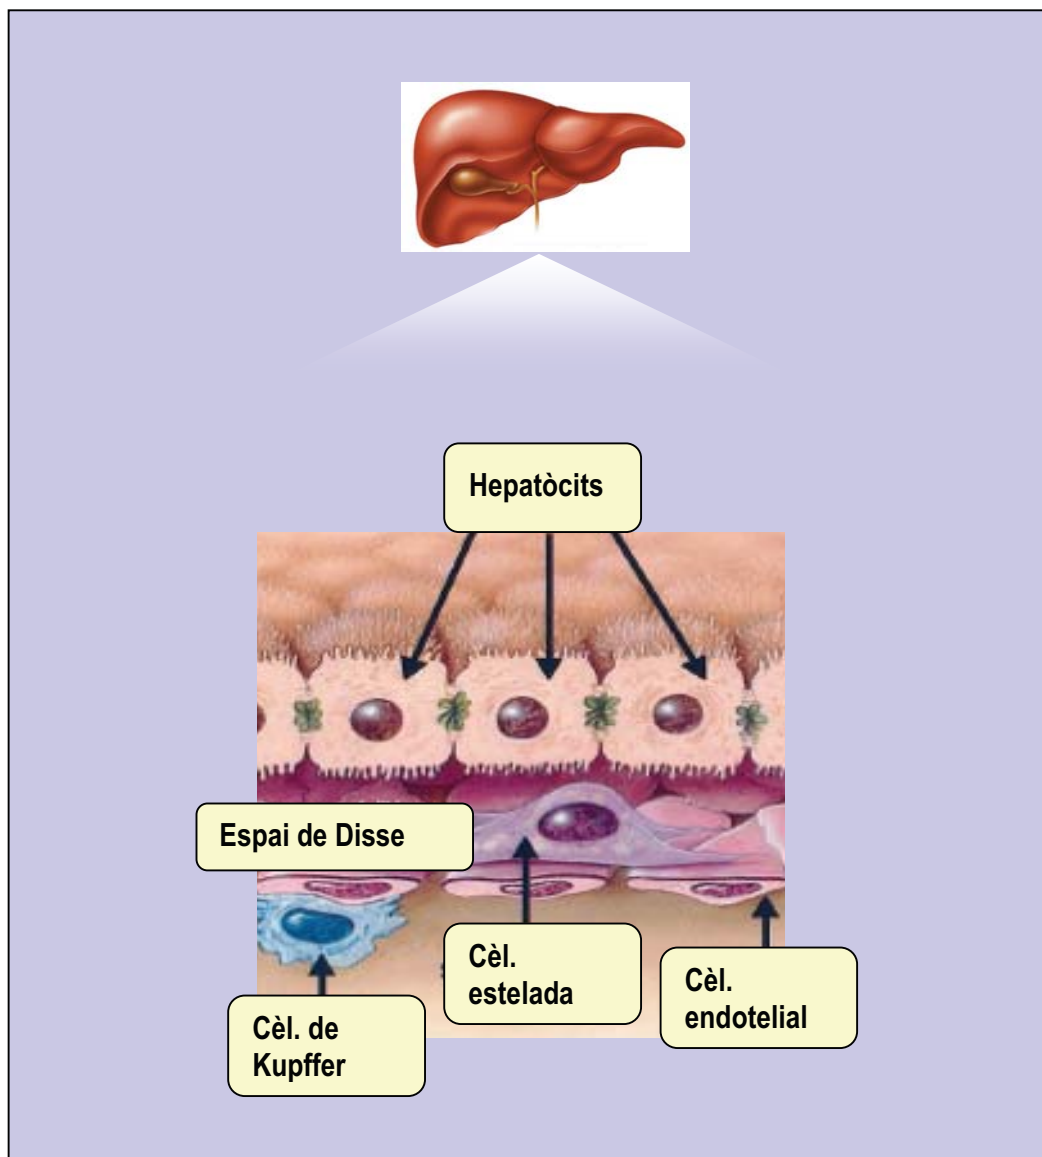 Hepatòcits
Espai de Disse
Cèl.
estelada
Cèl.
endotelial
Cèl. de
Kupffer